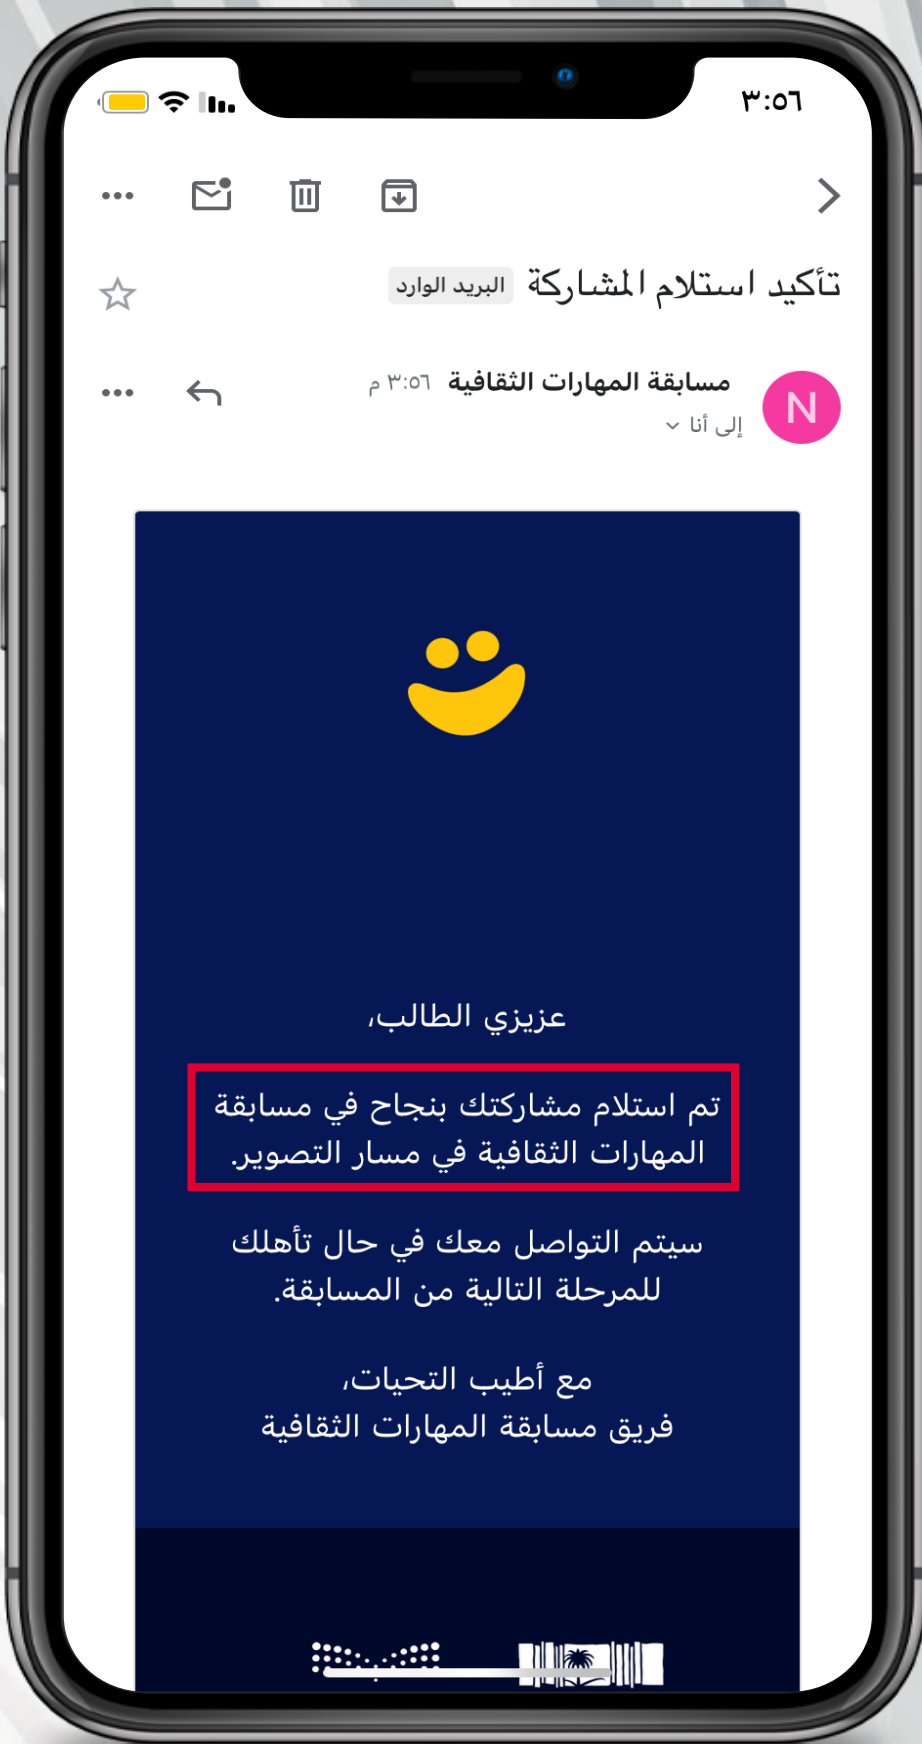 ٣:٥٦
تأكيد استلام المشاركة البريد الوارد
مسابقة المهارات الثقافية ٣:٥٦ م
N
إلى أنا
عزيزي الطالب،
تم استلام مشاركتك بنجاح في مسابقة
المهارات الثقافية في مسار التصوير.
سيتم التواصل معك في حال تأهلك
للمرحلة التالية من المسابقة.
مع أطيب التحيات،
فريق مسابقة المهارات الثقافية